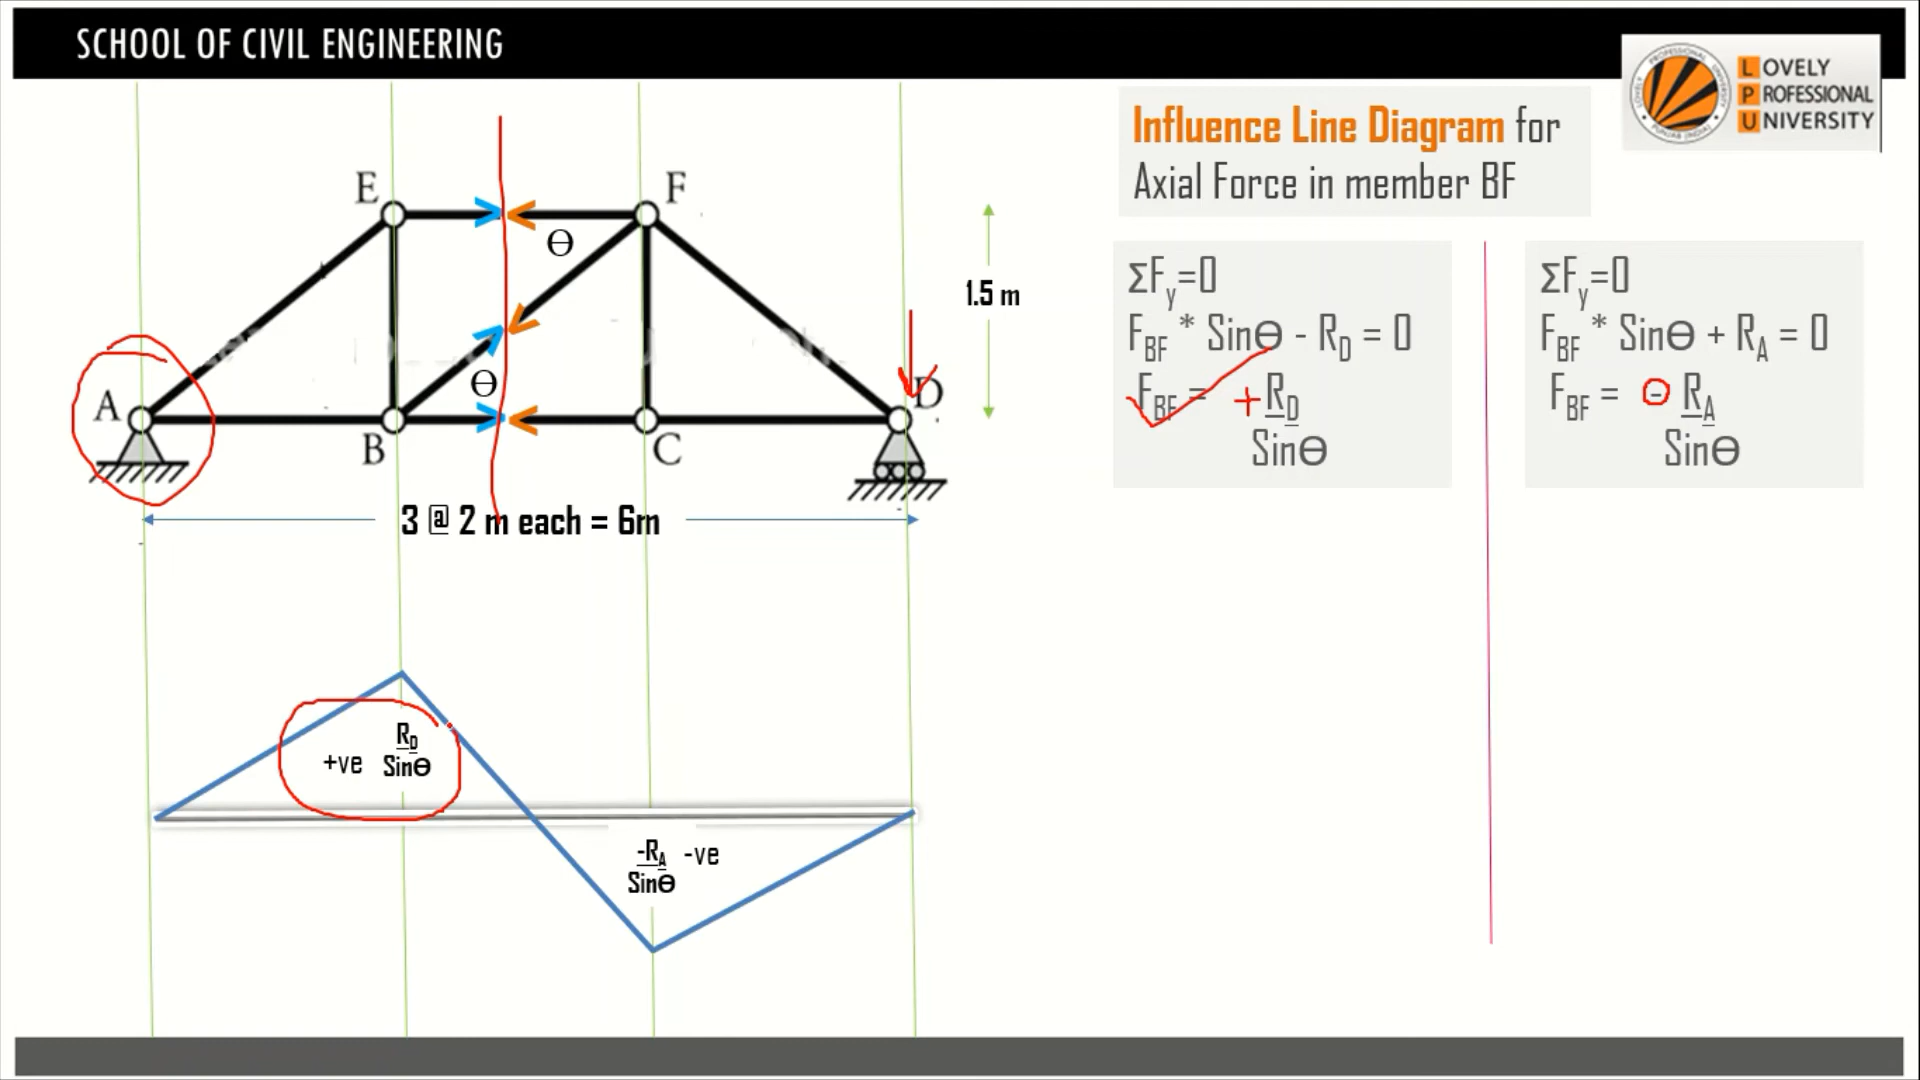 SCHOOL OF CIVIL ENGINEERING
LOVELY
PROFESSIONAL
UNIVERSITY
Influence Line Diagram for
Axial Force in member BF
E
F
ϴ
1.5 m
ϴ
A
B
C
D
3 @ 2 m each = 6m
ΣFy=0
FBF * Sinϴ - RD = 0
FBF = + RD
Sinϴ
ΣFy=0
FBF * Sinϴ + RA = 0
FBF = - RA
Sinϴ
+ve RD
Sinϴ
-RA -ve
Sinϴ